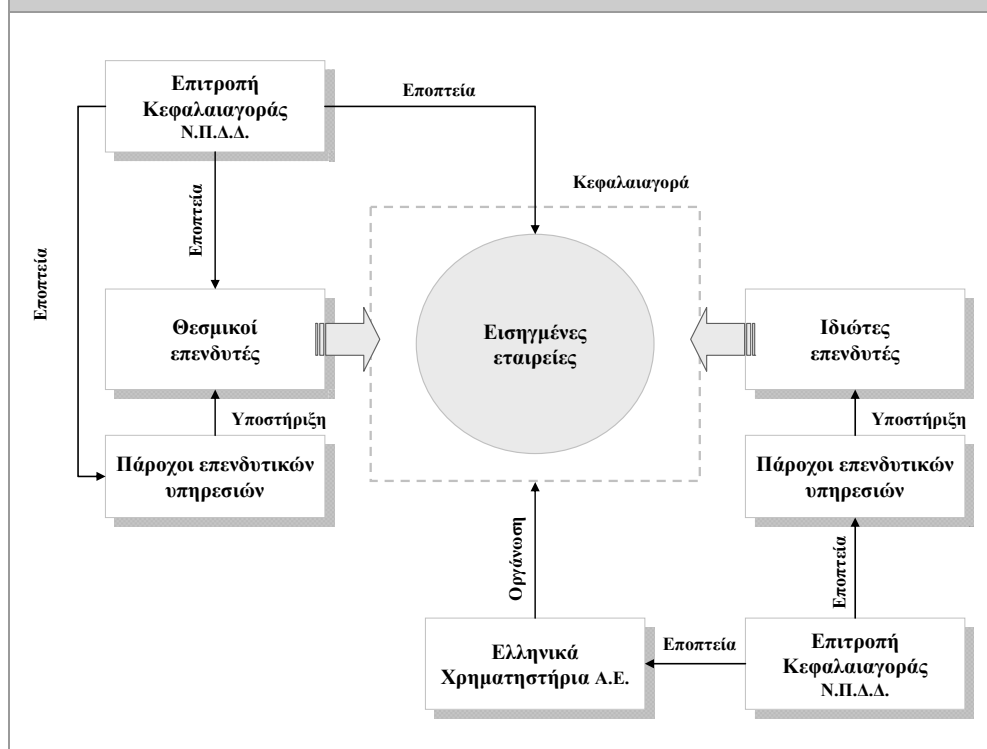 Επιτροπή
Κεφαλαιαγοράς
Ν.Π.Δ.Δ.
Εποπτεία
Εποπτεία
Εποπτεία
Κεφαλαιαγορά
Θεσμικοί
επενδυτές
Εισηγμένες
εταιρείες
Ιδιώτες
επενδυτές
Υποστήριξη
Υποστήριξη
Πάροχοι επενδυτικών
υπηρεσιών
Πάροχοι επενδυτικών
υπηρεσιών
Οργάνωση
Εποπτεία
Ελληνικά
Χρηματηστήρια Α.Ε.
Εποπτεία
Επιτροπή
Κεφαλαιαγοράς
Ν.Π.Δ.Δ.